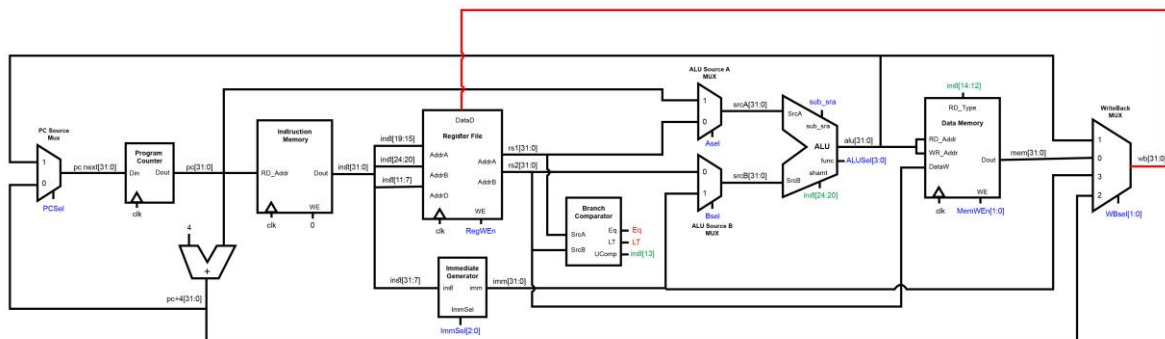 PC Source
Mux
1
0
PCSel
pc next[31:0]
Program
Counter
Din
Dout
clk
pc[31:0]
4
+
pc+4[31:0]
Instruction
Memory
RD_Addr
Dout
WE
clk
0
inst[31:0]
inst[19:15]
inst[24:20]
inst[11:7]
inst[31:7]
DataD
Register File
AddrA
AddrB
AddrD
AddrA
AddrB
WE
clk
RegWEn
rs1[31:0]
rs2[31:0]
Immediate
Generator
inst
imm
ImmSel
ImmSel[2:0]
imm[31:0]
Branch
Comparator
SrcA
SrcB
Eq
LT
UComp
Eq
LT
inst[13]
ALU Source A
MUX
1
0
Asel
srcA[31:0]
0
1
Bsel
ALU Source B
MUX
srcB[31:0]
SrcA
sub_sra
sub_sra
ALU
func
ALUSel[3:0]
shamt
SrcB
inst[24:20]
alu[31:0]
inst[14:12]
RD_Type
Data Memory
RD_Addr
WR_Addr
DataW
Dout
WE
clk
MemWEn[1:0]
mem[31:0]
WriteBack
MUX
1
0
3
2
WBsel[1:0]
wb[31:0]